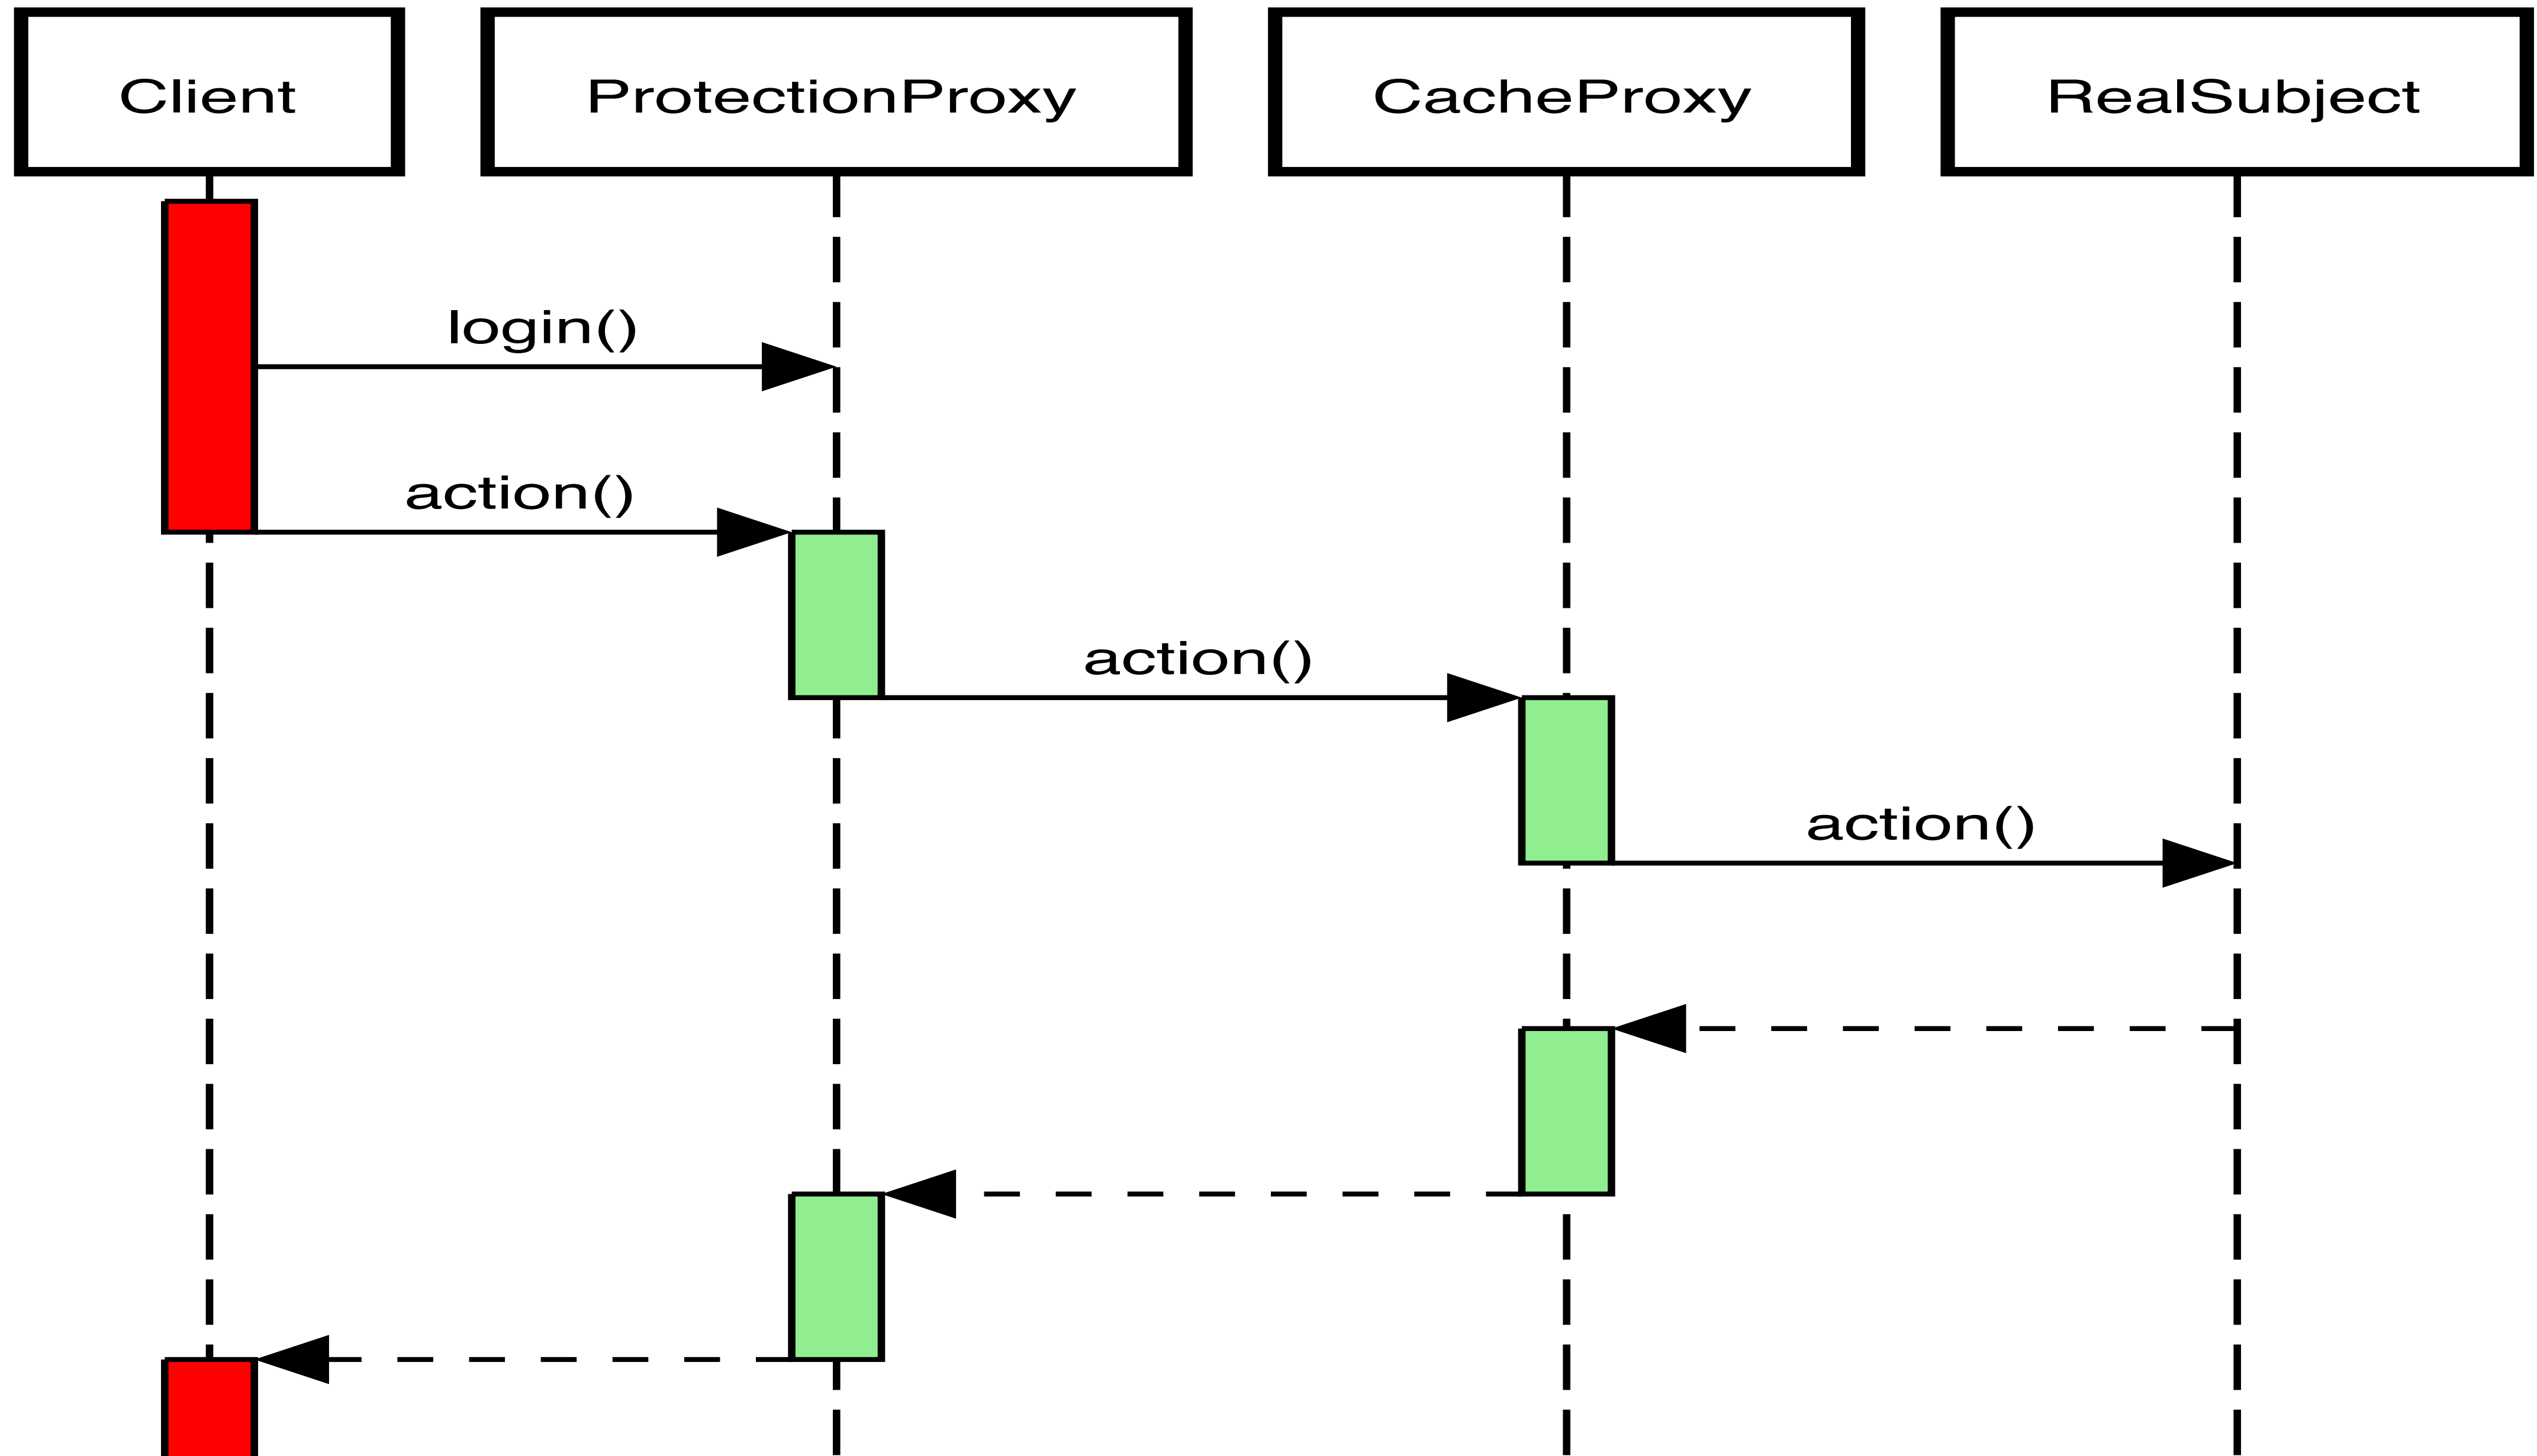 Client
ProtectionProxy
CacheProxy
RealSubject
login()
action()
action()
action()